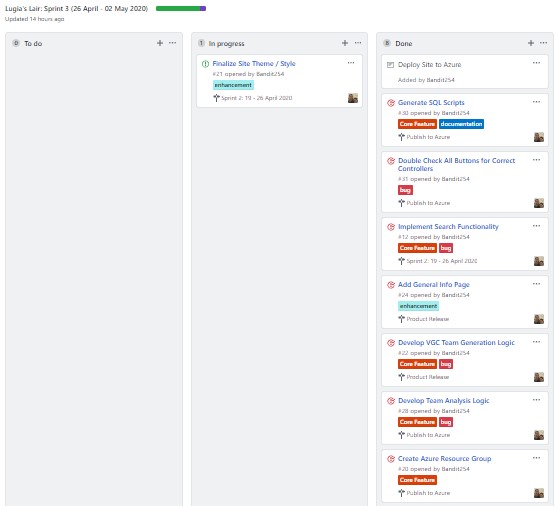 Lugia's Lair: Sprint 3 (26 April - 02 May 2020)
Updated 14 hours ago
0 To do
1 In progress
Finalize Site Theme / Style
#21 opened by Bandit254
enhancement
Sprint 2: 19 - 26 April 2020
8 Done
Deploy Site to Azure
Added by Bandit254
Generate SQL Scripts
#30 opened by Bandit254
Core Feature documentation
Publish to Azure
Double Check All Buttons for Correct
Controllers
#31 opened by Bandit254
bug
Publish to Azure
Implement Search Functionality
#12 opened by Bandit254
Core Feature bug
Sprint 2: 19 - 26 April 2020
Add General Info Page
#24 opened by Bandit254
enhancement
Product Release
Develop VGC Team Generation Logic
#22 opened by Bandit254
Core Feature bug
Product Release
Develop Team Analysis Logic
#28 opened by Bandit254
Core Feature bug
Publish to Azure
Create Azure Resource Group
#20 opened by Bandit254
Core Feature
Publish to Azure